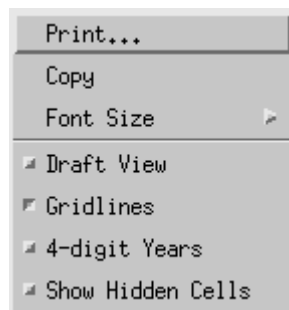 Print...
Copy
Font Size
Draft View
Gridlines
4-digit Years
Show Hidden Cells